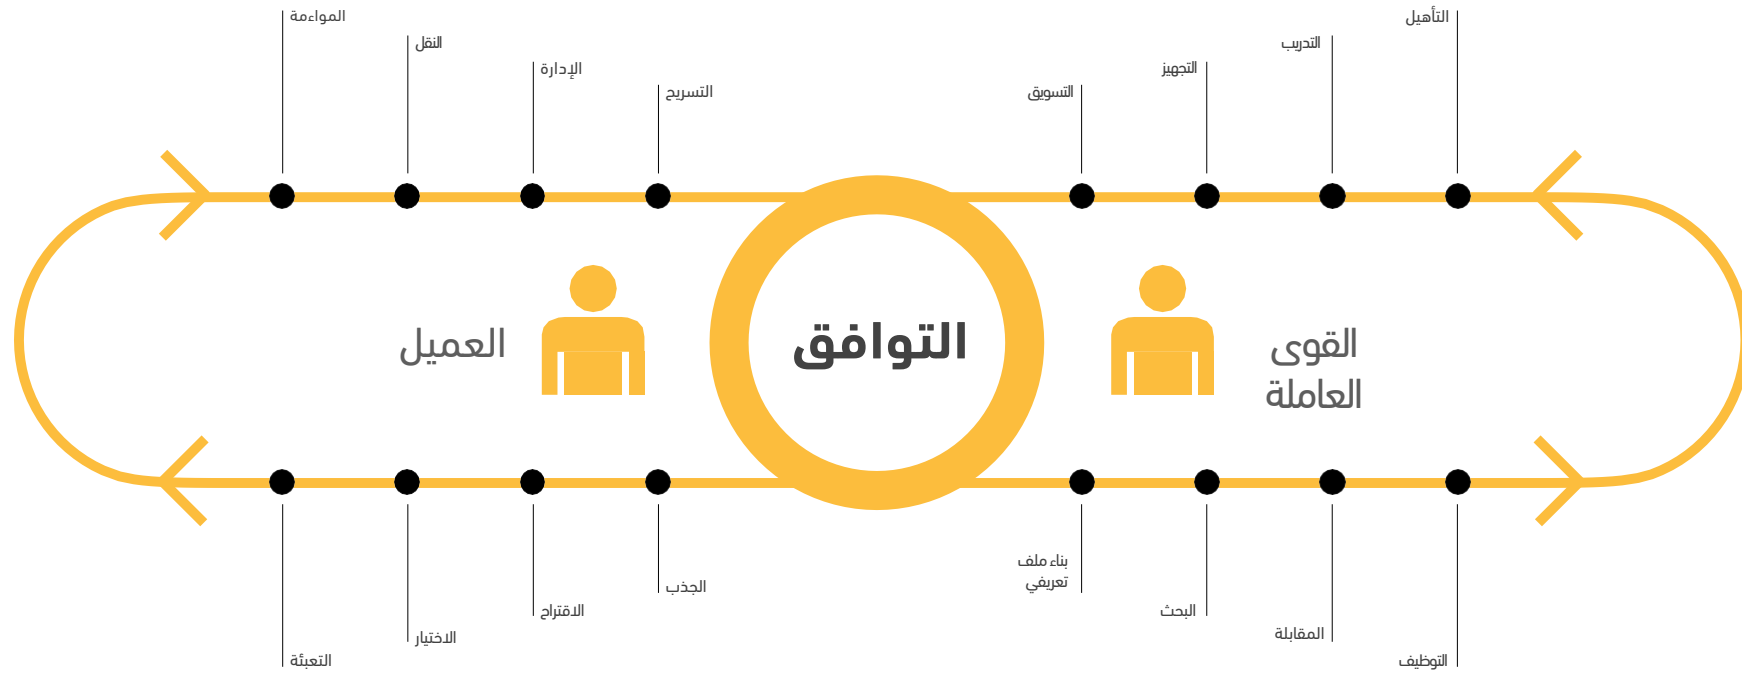 التأهيل
المواءمة
التدريب
النقل
التجهيز
الإدارة
التسويق
التسريح
القوى
العاملة
التوافق
العميل
بناء ملف
تعريفي
الجذب
البحث
الاقتراح
المقابلة
الاختيار
التوظيف
التعبئة